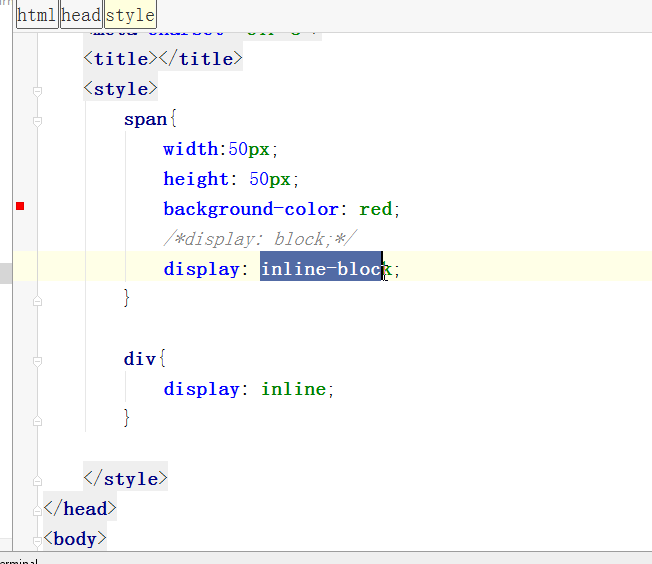 html head style
<title></title>
<style>
span{
width:50px;
height: 50px;
background-color: red;
/*display: block;*/
display: inline-block;
}
div{
display: inline;
}
</style>
</head>
<body>